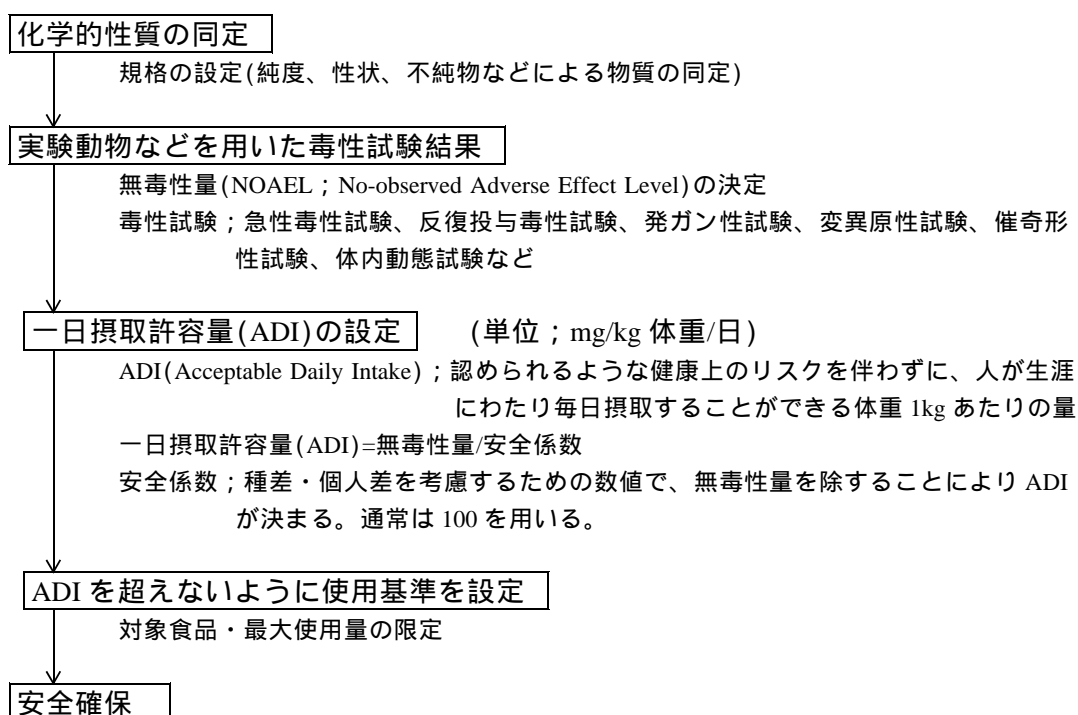 化学的性質の同定
規格の設定(純度、性状、不純物などによる物質の同定)
実験動物などを用いた毒性試験結果
無毒性量(NOAEL；No-observed Adverse Effect Level)の決定
毒性試験；急性毒性試験、反復投与毒性試験、発ガン性試験、変異原性試験、催奇形
性試験、体内動態試験など
一日摂取許容量(ADI)の設定 (単位；mg/kg 体重/日)
ADI(Acceptable Daily Intake)；認められるような健康上のリスクを伴わずに、人が生涯
にわたり毎日摂取することができる体重 1kg あたりの量
一日摂取許容量(ADI)=無毒性量/安全係数
安全係数；種差・個人差を考慮するための数値で、無毒性量を除することにより ADI
が決まる。通常は 100 を用いる。
ADI を超えないように使用基準を設定
対象食品・最大使用量の限定
安全確保